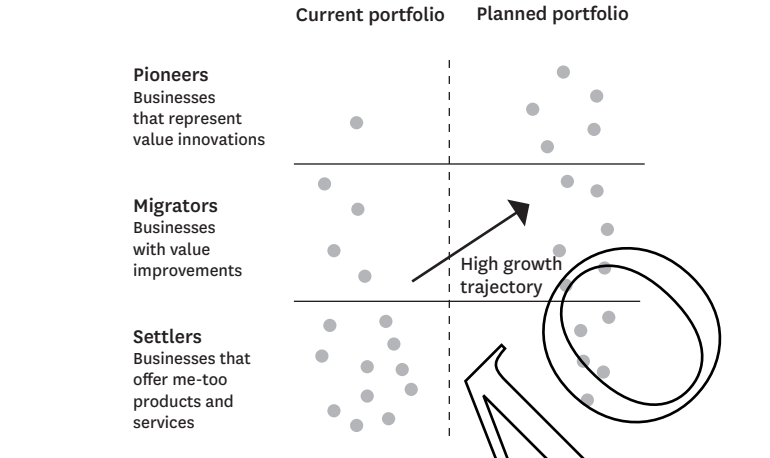 Current portfolio
Planned portfolio
Pioneers
Businesses
that represent
value innovations
Migrators
Businesses
with value
improvements
High growth
trajectory
Settlers
Businesses that
offer me-too
products and
services